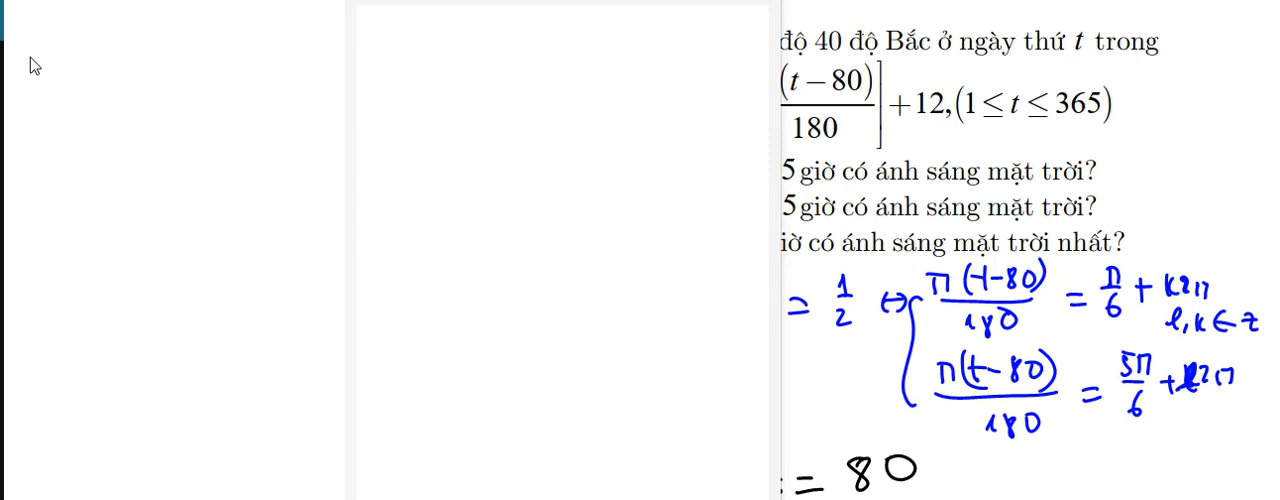 độ 40 độ Bắc ở ngày thứ t trong
(t − 80)/180] + 12, (1 ≤ t ≤ 365)
5 giờ có ánh sáng mặt trời?
5 giờ có ánh sáng mặt trời?
iờ có ánh sáng mặt trời nhất?
= 1/2 ⇔ π(t−80)/180 = π/6 + k2π
l, k ∈ Z
π(t−80)/180 = 5π/6 + l2π
= 80